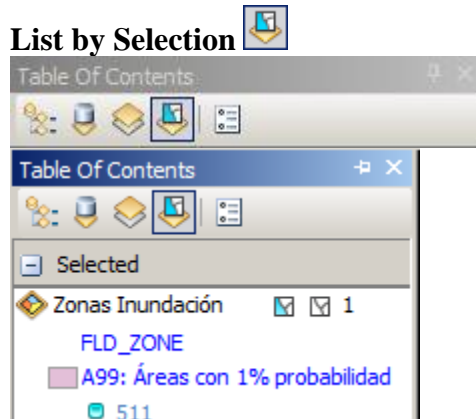 List by Selection
Table Of Contents
Table Of Contents
Selected
Zonas Inundación 1
FLD_ZONE
A99: Áreas con 1% probabilidad
511